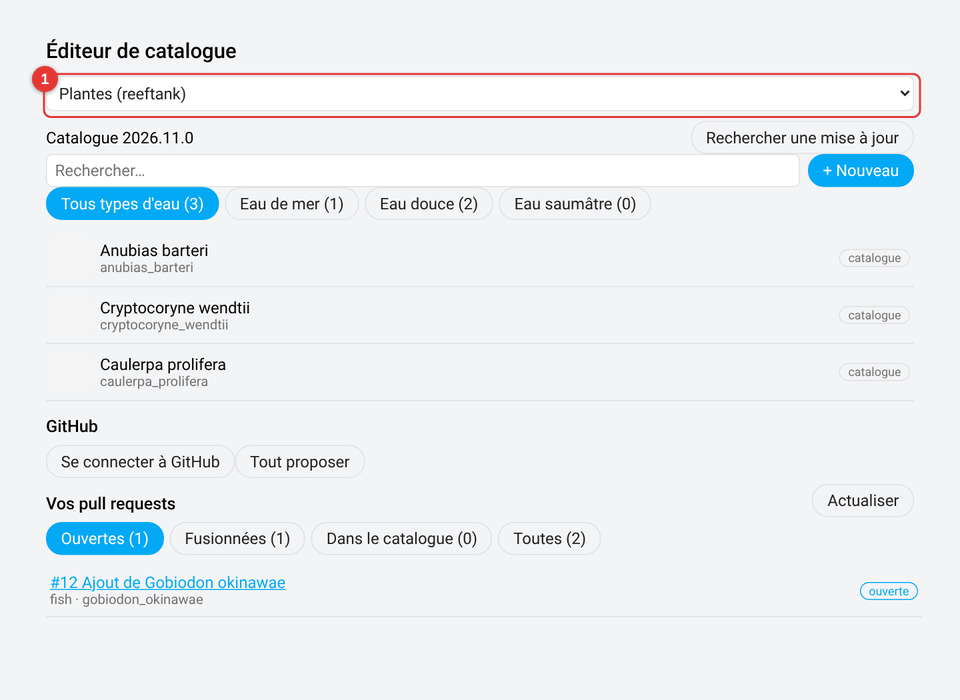 Éditeur de catalogue
1
Plantes (reeftank)
Catalogue 2026.11.0
Rechercher une mise à jour
Rechercher...
+ Nouveau
Tous types d'eau (3)
Eau de mer (1)
Eau douce (2)
Eau saumâtre (0)
Anubias barteri
anubias_barteri
catalogue
Cryptocoryne wendtii
cryptocoryne_wendtii
catalogue
Caulerpa prolifera
caulerpa_prolifera
catalogue
GitHub
Se connecter à GitHub
Tout proposer
Vos pull requests
Actualiser
Ouvertes (1)
Fusionnées (1)
Dans le catalogue (0)
Toutes (2)
#12 Ajout de Gobiodon okinawae
fish · gobiodon_okinawae
ouverte